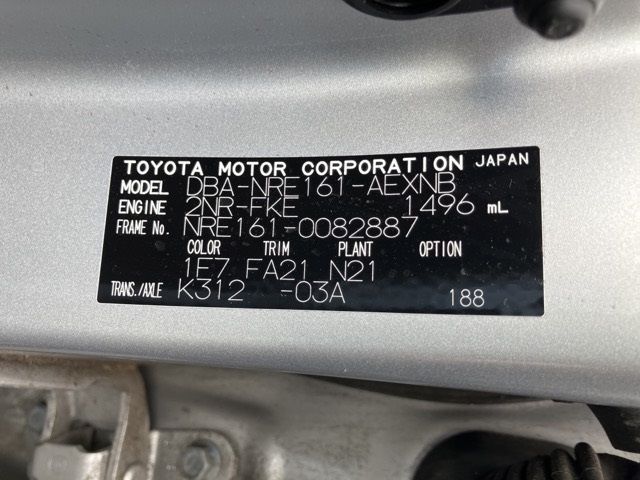 TOYOTA MOTOR CORPORATION JAPAN
MODEL DBA-NRE161-AEXNB
ENGINE 2NR-FKE 1496 mL
FRAME No. NRE161-0082887
COLOR TRIM PLANT OPTION
1E7 FA21 N21
TRANS./AXLE K312 -03A 188